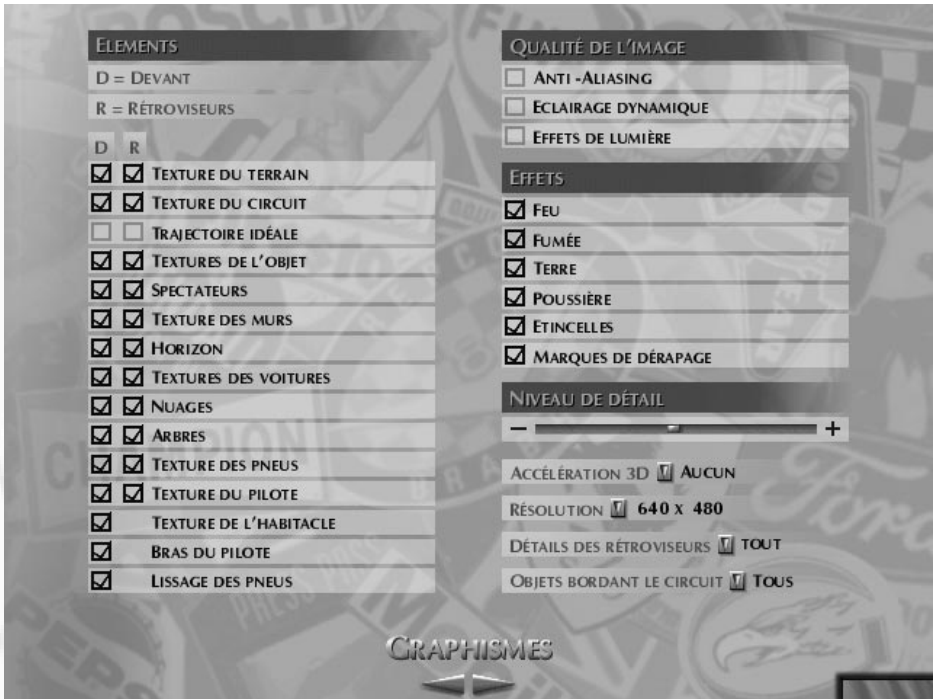 ELEMENTS
D = DEVANT
R = RÉTROVISEURS
D R
TEXTURE DU TERRAIN
TEXTURE DU CIRCUIT
TRAJECTOIRE IDÉALE
TEXTURES DE L'OBJET
SPECTATEURS
TEXTURE DES MURS
HORIZON
TEXTURES DES VOITURES
NUAGES
ARBRES
TEXTURE DES PNEUS
TEXTURE DU PILOTE
TEXTURE DE L'HABITACLE
BRAS DU PILOTE
LISSAGE DES PNEUS
QUALITÉ DE L'IMAGE
ANTI -ALIASING
ECLAIRAGE DYNAMIQUE
EFFETS DE LUMIÈRE
EFFETS
FEU
FUMÉE
TERRE
POUSSIÈRE
ETINCELLES
MARQUES DE DÉRAPAGE
NIVEAU DE DÉTAIL
− +
ACCÉLÉRATION 3D AUCUN
RÉSOLUTION 640 X 480
DÉTAILS DES RÉTROVISEURS TOUT
OBJETS BORDANT LE CIRCUIT TOUS
GRAPHISMES
CHAMPION
Ford
PEPS